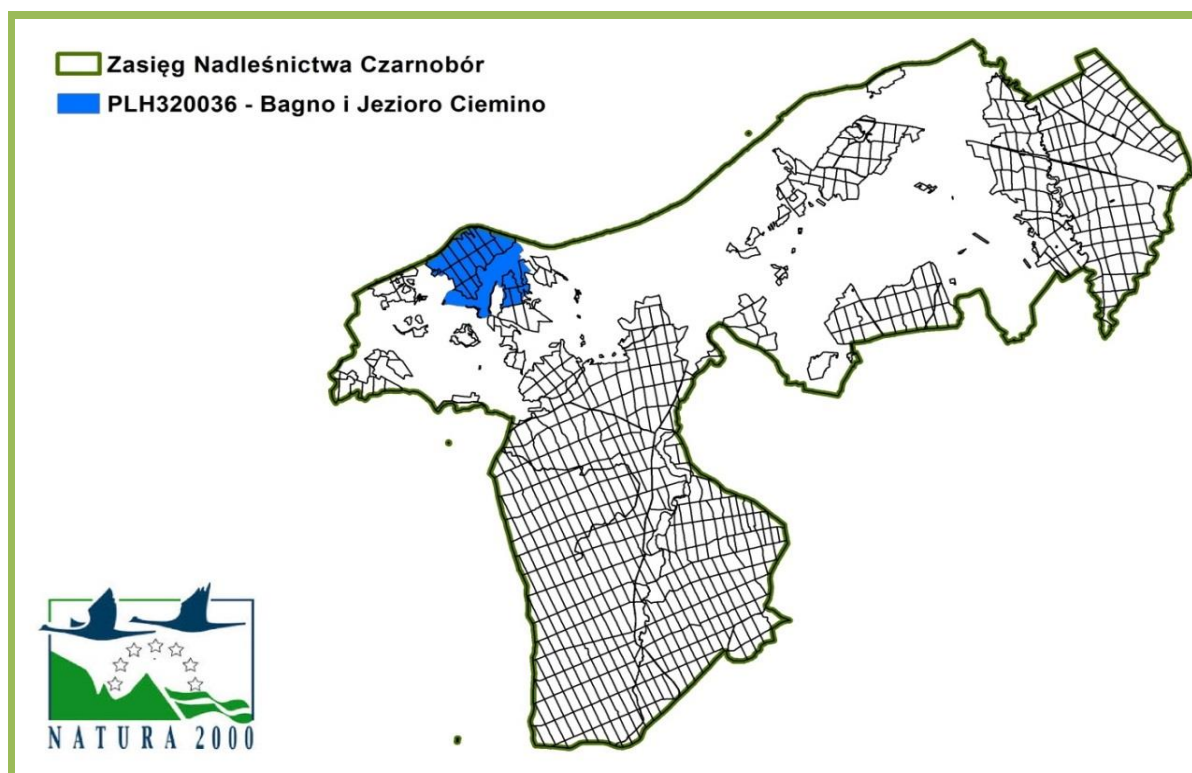 Zasięg Nadleśnictwa Czarnobór
PLH320036 - Bagno i Jezioro Ciemino
NATURA 2000